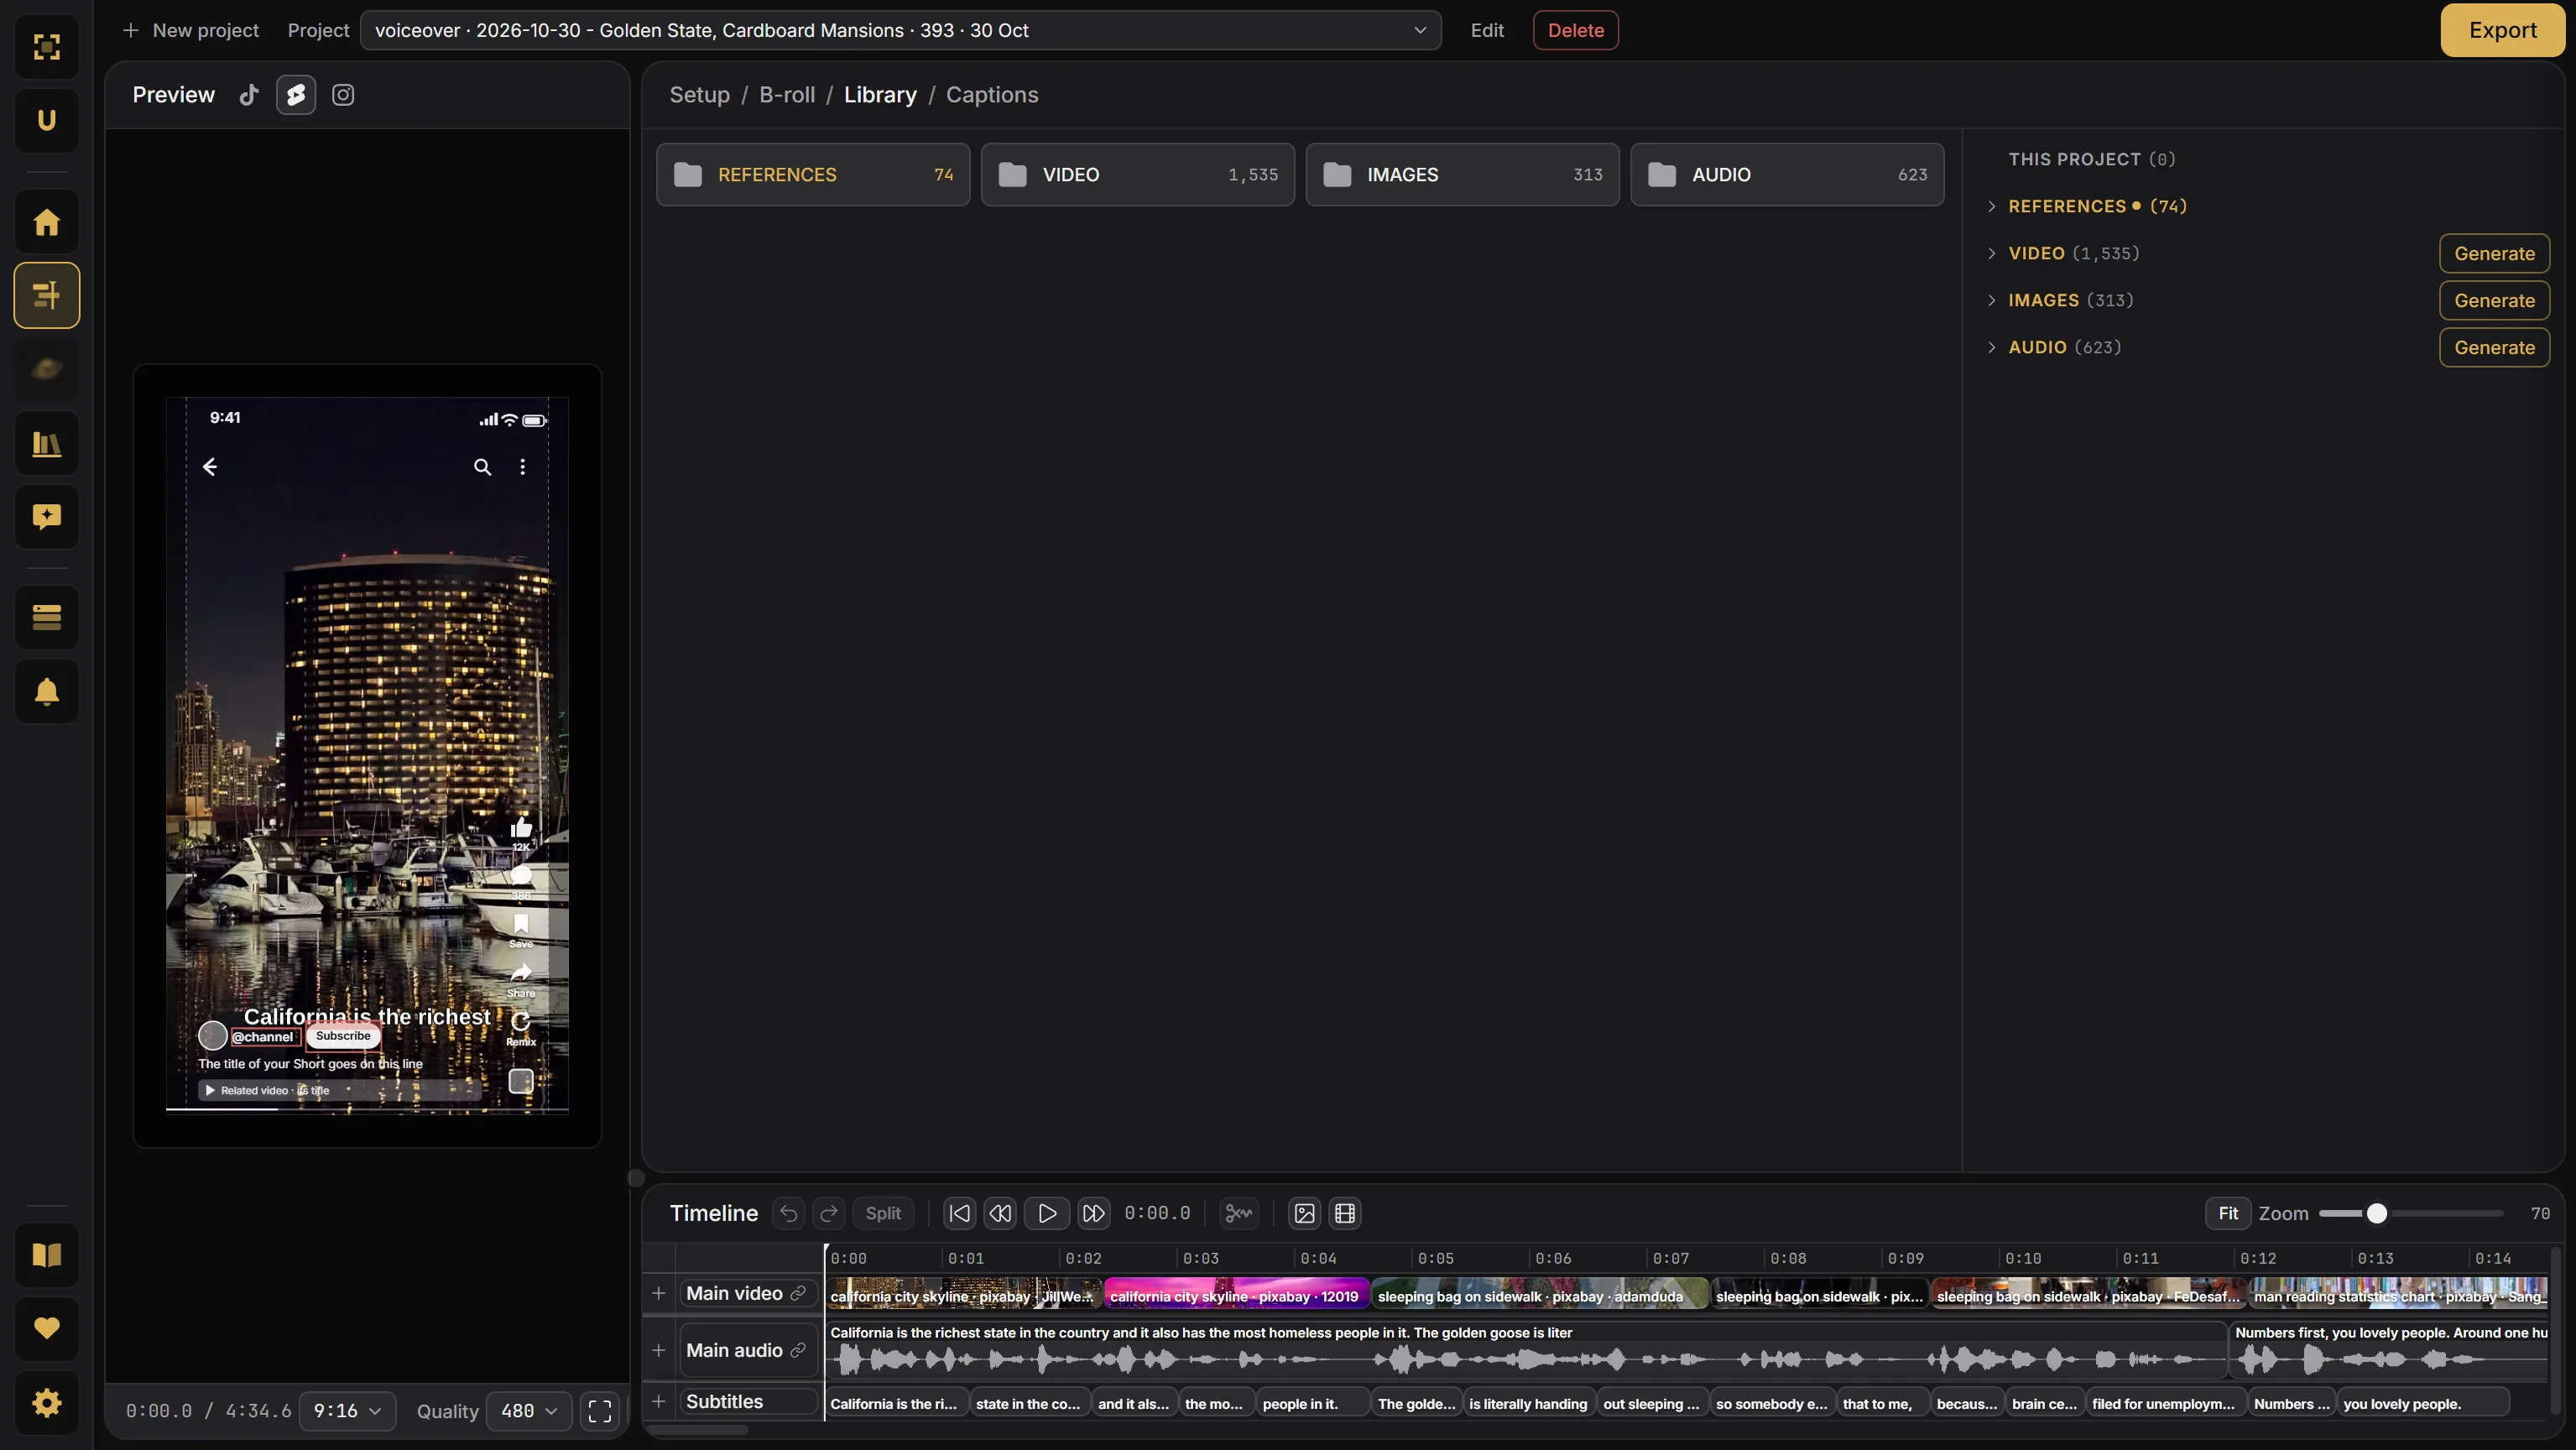 New project
Project
voiceover · 2026-10-30 - Golden State, Cardboard Mansions · 393 · 30 Oct
Edit
Delete
Export
U
Preview
Setup / B-roll / Library / Captions
REFERENCES 74
VIDEO 1,535
IMAGES 313
AUDIO 623
THIS PROJECT (0)
REFERENCES • (74)
VIDEO (1,535)
Generate
IMAGES (313)
Generate
AUDIO (623)
Generate
9:41
12K
386
Save
Share
Remix
California is the richest
@channel
Subscribe
The title of your Short goes on this line
Related video · its title
0:00.0 / 4:34.6
9:16
Quality
480
Timeline
Split
0:00.0
Fit
Zoom
70
0:00 0:01 0:02 0:03 0:04 0:05 0:06 0:07 0:08 0:09 0:10 0:11 0:12 0:13 0:14
Main video
california city skyline · pixabay · JillWe...
california city skyline · pixabay · 12019
sleeping bag on sidewalk · pixabay · adamduda
sleeping bag on sidewalk · pix...
sleeping bag on sidewalk · pixabay · FeDesaf...
man reading statistics chart · pixabay · Sang_
Main audio
California is the richest state in the country and it also has the most homeless people in it. The golden goose is liter
Numbers first, you lovely people. Around one hu
Subtitles
California is the ri...
state in the co...
and it als...
the mo...
people in it.
The golde...
is literally handing
out sleeping ...
so somebody e...
that to me,
becaus...
brain ce...
filed for unemploym...
Numbers ...
you lovely people.